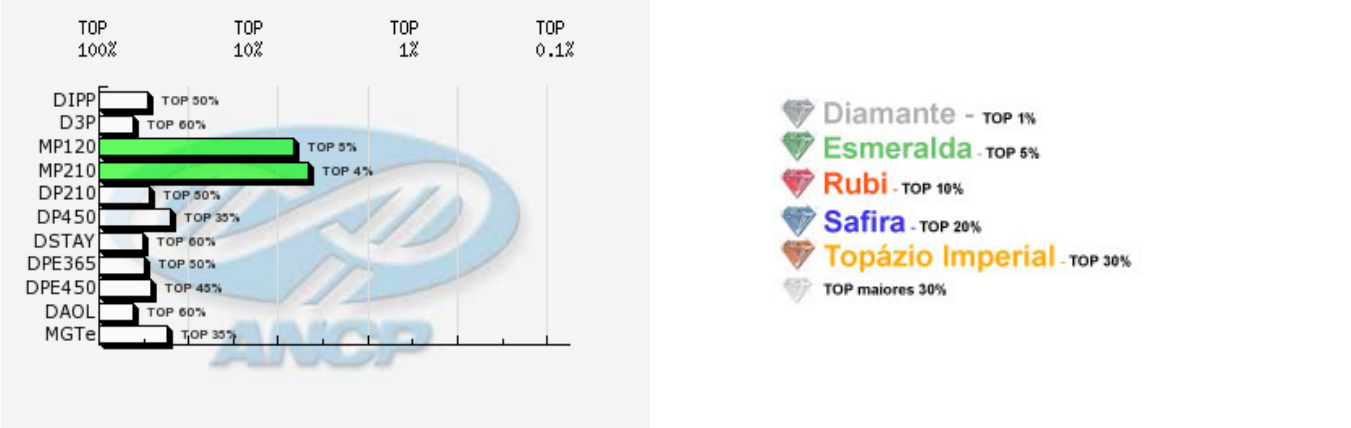 TOP TOP TOP TOP
100% 10% 1% 0.1%
DIPP TOP 50%
D3P TOP 60%
MP120 TOP 5%
MP210 TOP 4%
DP210 TOP 50%
DP450 TOP 35%
DSTAY TOP 60%
DPE365 TOP 50%
DPE450 TOP 45%
DAOL TOP 60%
MGTe TOP 35%
ANCP
Diamante - TOP 1%
Esmeralda - TOP 5%
Rubi - TOP 10%
Safira - TOP 20%
Topázio Imperial - TOP 30%
TOP maiores 30%